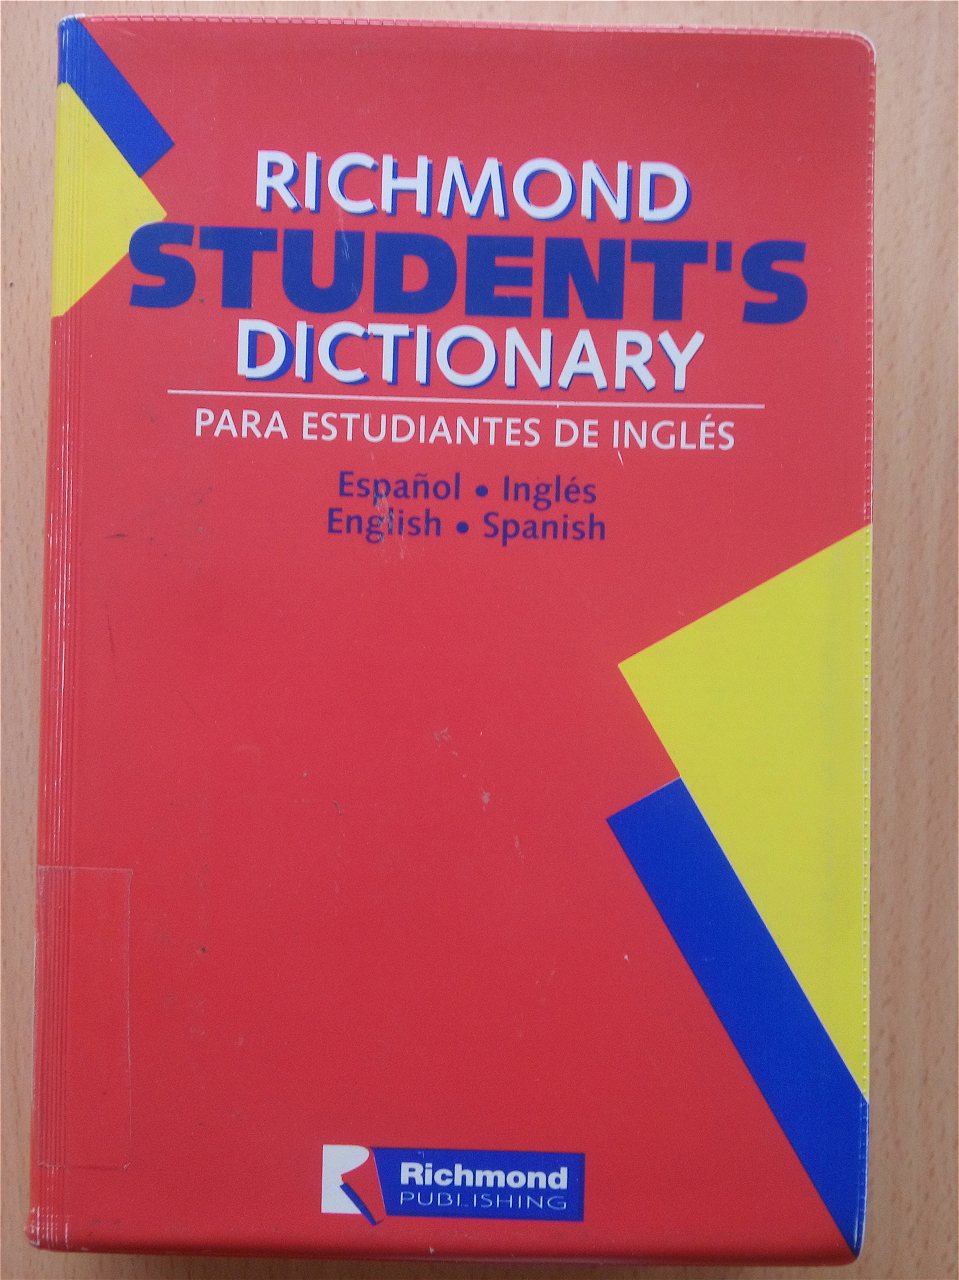 RICHMOND
STUDENT'S
DICTIONARY
PARA ESTUDIANTES DE INGLÉS
Español • Inglés
English • Spanish
Richmond
PUBLISHING